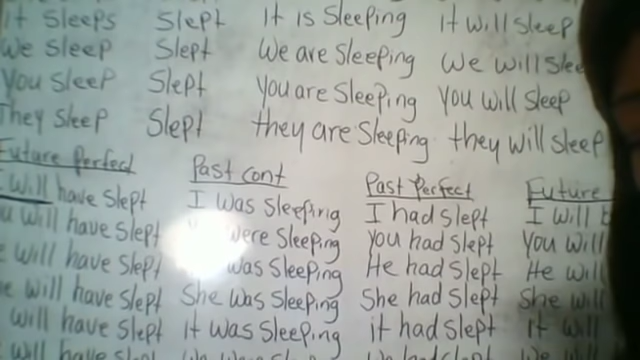 it sleeps slept it is sleeping it will sleep
we sleep slept we are sleeping we will
you sleep slept you are sleeping you will sleep
They sleep slept they are sleeping they will sleep
Future Perfect Past cont Past Perfect Future
I will have slept I was sleeping I had slept I will
will have slept were sleeping you had slept you will
will have slept was sleeping He had slept He will
will have slept She was sleeping She had slept She will
will have slept it was sleeping it had slept it will
will have